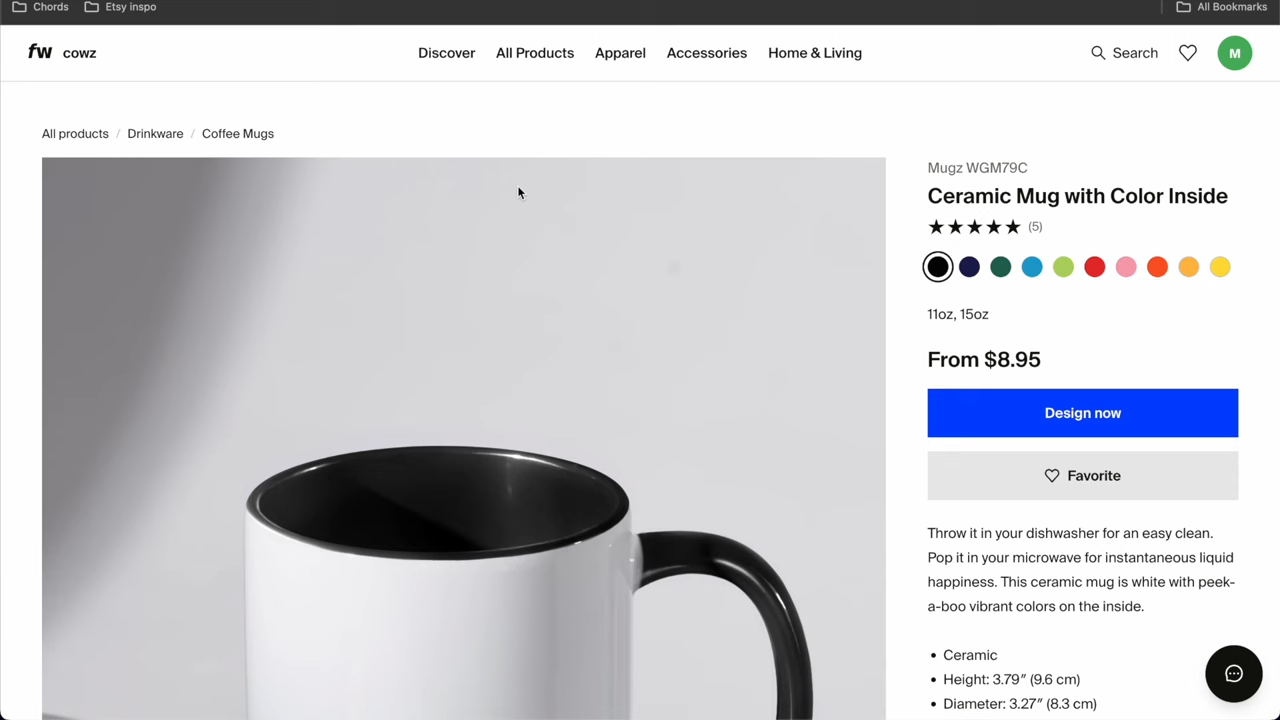 Chords
Etsy inspo
All Bookmarks
fw cowz
Discover
All Products
Apparel
Accessories
Home & Living
Search
M
All products / Drinkware / Coffee Mugs
Mugz WGM79C
Ceramic Mug with Color Inside
(5)
11oz, 15oz
From $8.95
Design now
Favorite
Throw it in your dishwasher for an easy clean.
Pop it in your microwave for instantaneous liquid
happiness. This ceramic mug is white with peek-
a-boo vibrant colors on the inside.
• Ceramic
• Height: 3.79″ (9.6 cm)
• Diameter: 3.27″ (8.3 cm)